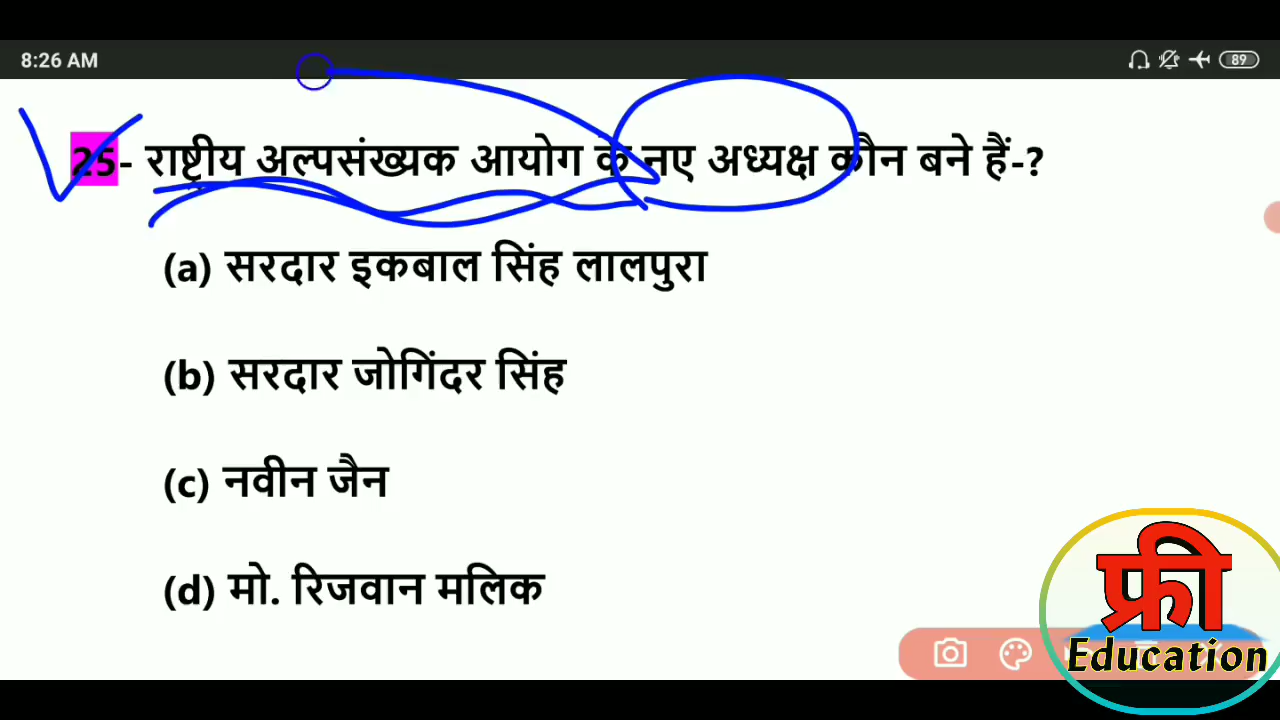 8:26 AM
89
25- राष्ट्रीय अल्पसंख्यक आयोग के नए अध्यक्ष कौन बने हैं-?
(a) सरदार इकबाल सिंह लालपुरा
(b) सरदार जोगिंदर सिंह
(c) नवीन जैन
(d) मो. रिजवान मलिक
फ्री
Education